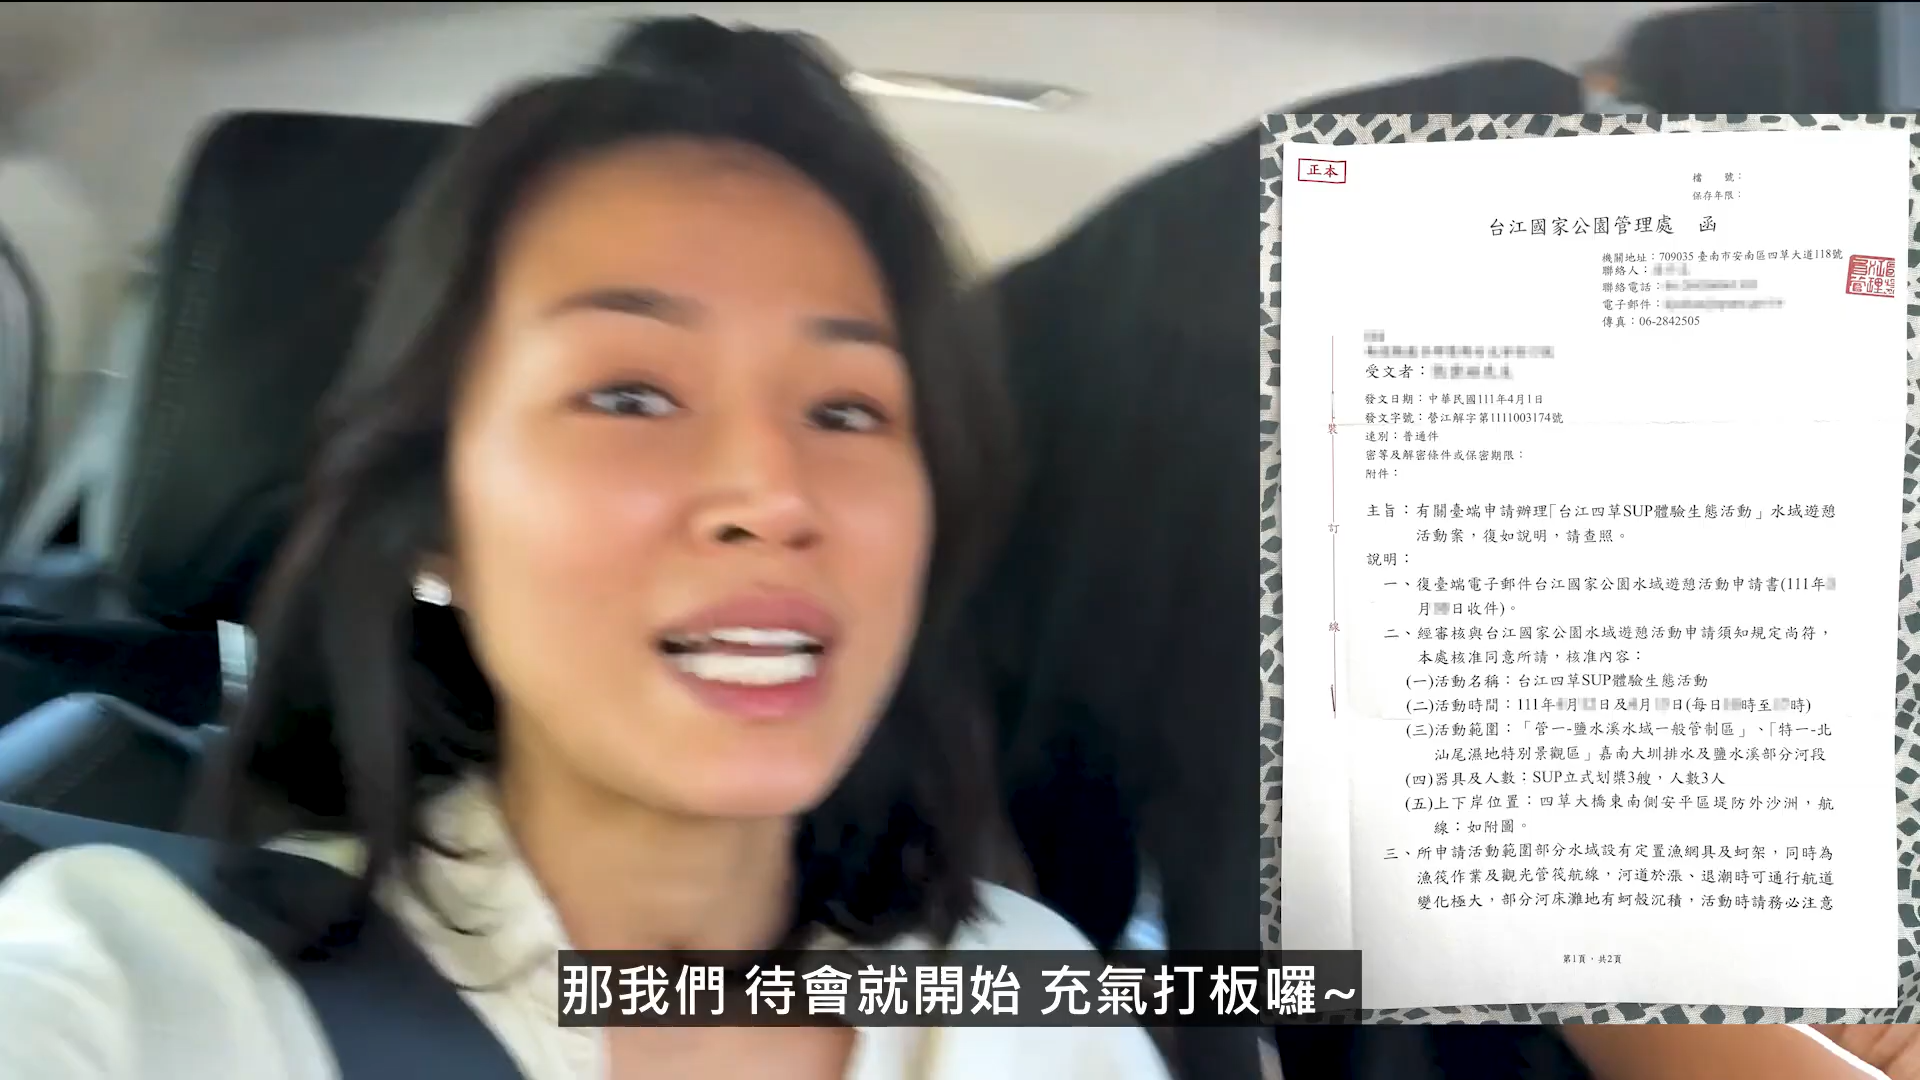 正本
檔 號：
保存年限：
台江國家公園管理處 函
機關地址：709035 臺南市安南區四草大道118號
聯絡人：
聯絡電話：
電子郵件：
傳真：06-2842505
受文者：
發文日期：中華民國111年4月1日
發文字號：營江解字第1111003174號
速別：普通件
密等及解密條件或保密期限：
附件：
裝
訂
線
主旨：有關臺端申請辦理「台江四草SUP體驗生態活動」水域遊憩
活動案，復如說明，請查照。
說明：
一、復臺端電子郵件台江國家公園水域遊憩活動申請書(111年
月 日收件)。
二、經審核與台江國家公園水域遊憩活動申請須知規定尚符，
本處核准同意所請，核准內容：
(一)活動名稱：台江四草SUP體驗生態活動
(二)活動時間：111年 月 日及 月 日(每日 時至 時)
(三)活動範圍：「管一-鹽水溪水域一般管制區」、「特一-北
汕尾濕地特別景觀區」嘉南大圳排水及鹽水溪部分河段
(四)器具及人數：SUP立式划槳3艘，人數3人
(五)上下岸位置：四草大橋東南側安平區堤防外沙洲，航
線：如附圖。
三、所申請活動範圍部分水域設有定置漁網具及蚵架，同時為
漁筏作業及觀光管筏航線，河道於漲、退潮時可通行航道
變化極大，部分河床灘地有蚵殼沉積，活動時請務必注意
第1頁，共2頁
那我們 待會就開始 充氣打板囉~